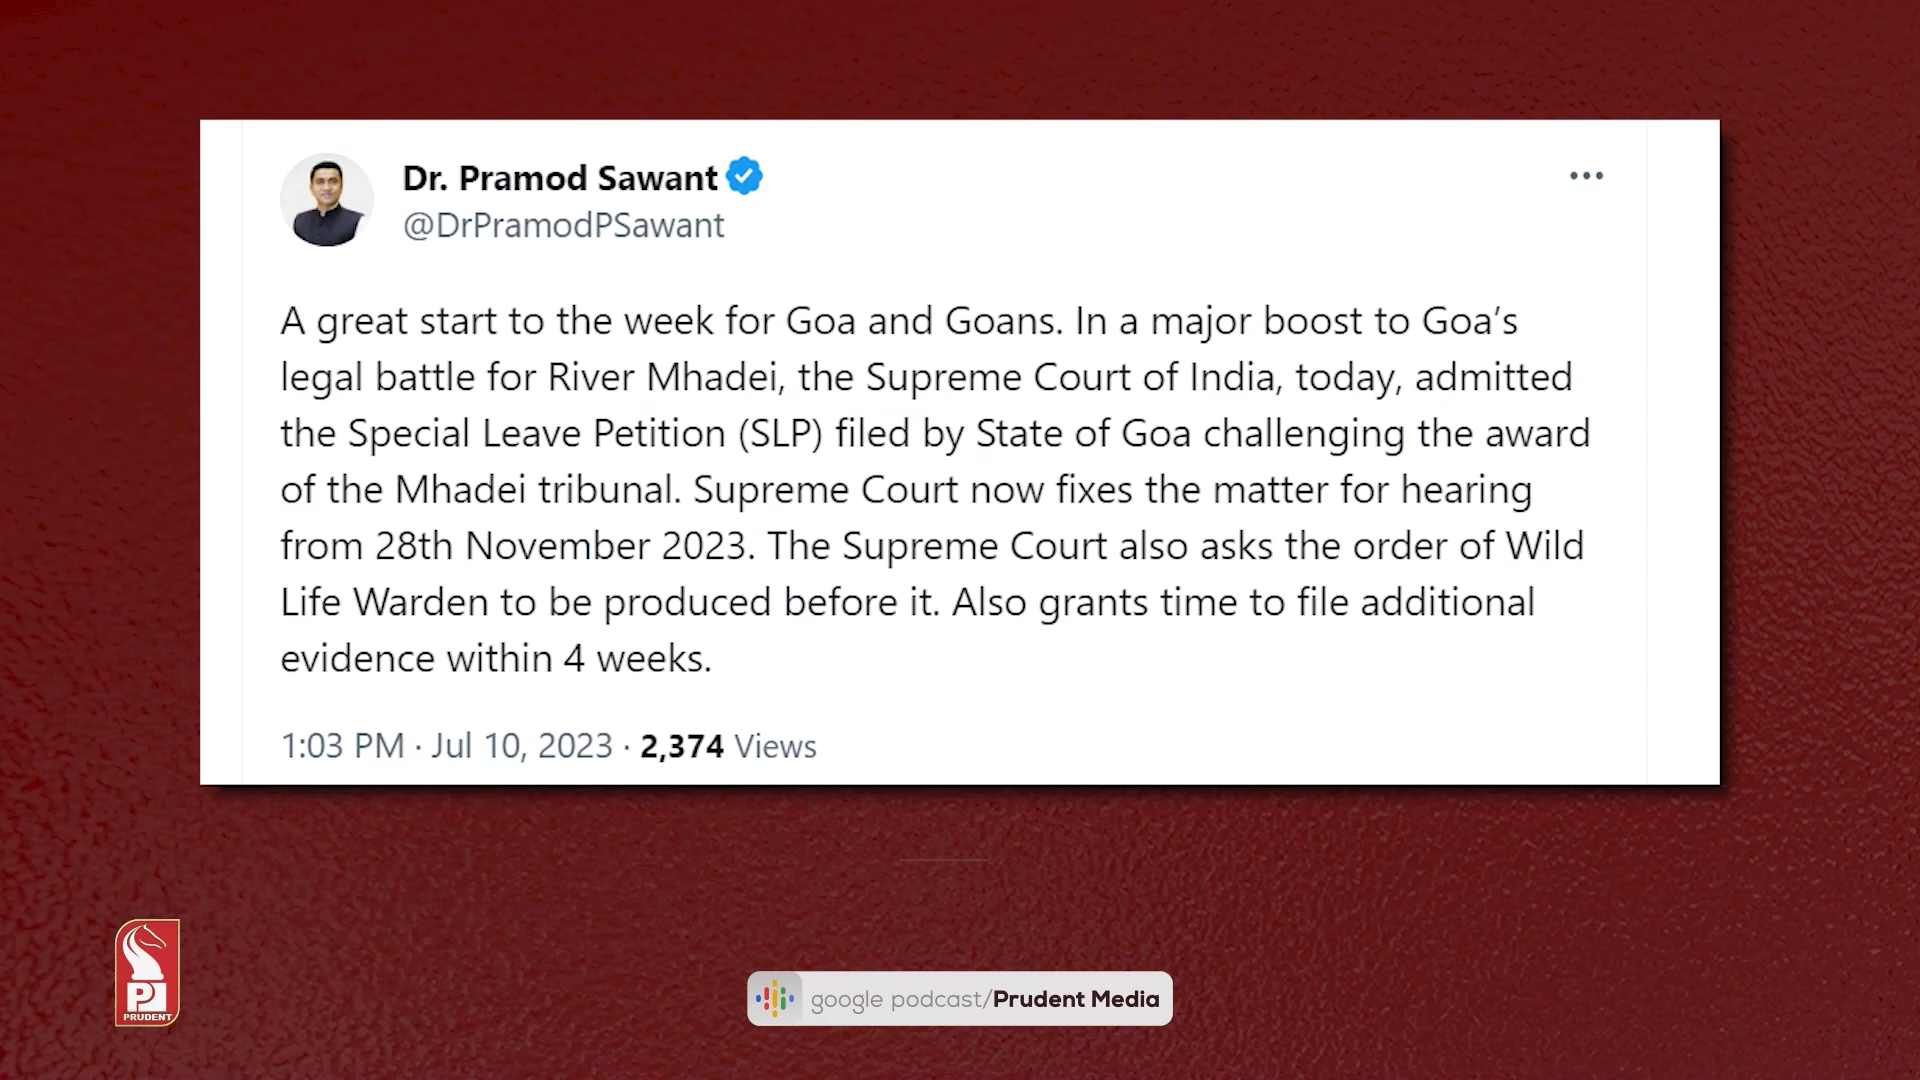 Dr. Pramod Sawant
@DrPramodPSawant
A great start to the week for Goa and Goans. In a major boost to Goa’s
legal battle for River Mhadei, the Supreme Court of India, today, admitted
the Special Leave Petition (SLP) filed by State of Goa challenging the award
of the Mhadei tribunal. Supreme Court now fixes the matter for hearing
from 28th November 2023. The Supreme Court also asks the order of Wild
Life Warden to be produced before it. Also grants time to file additional
evidence within 4 weeks.
1:03 PM · Jul 10, 2023 · 2,374 Views
P
PRUDENT
google podcast/Prudent Media